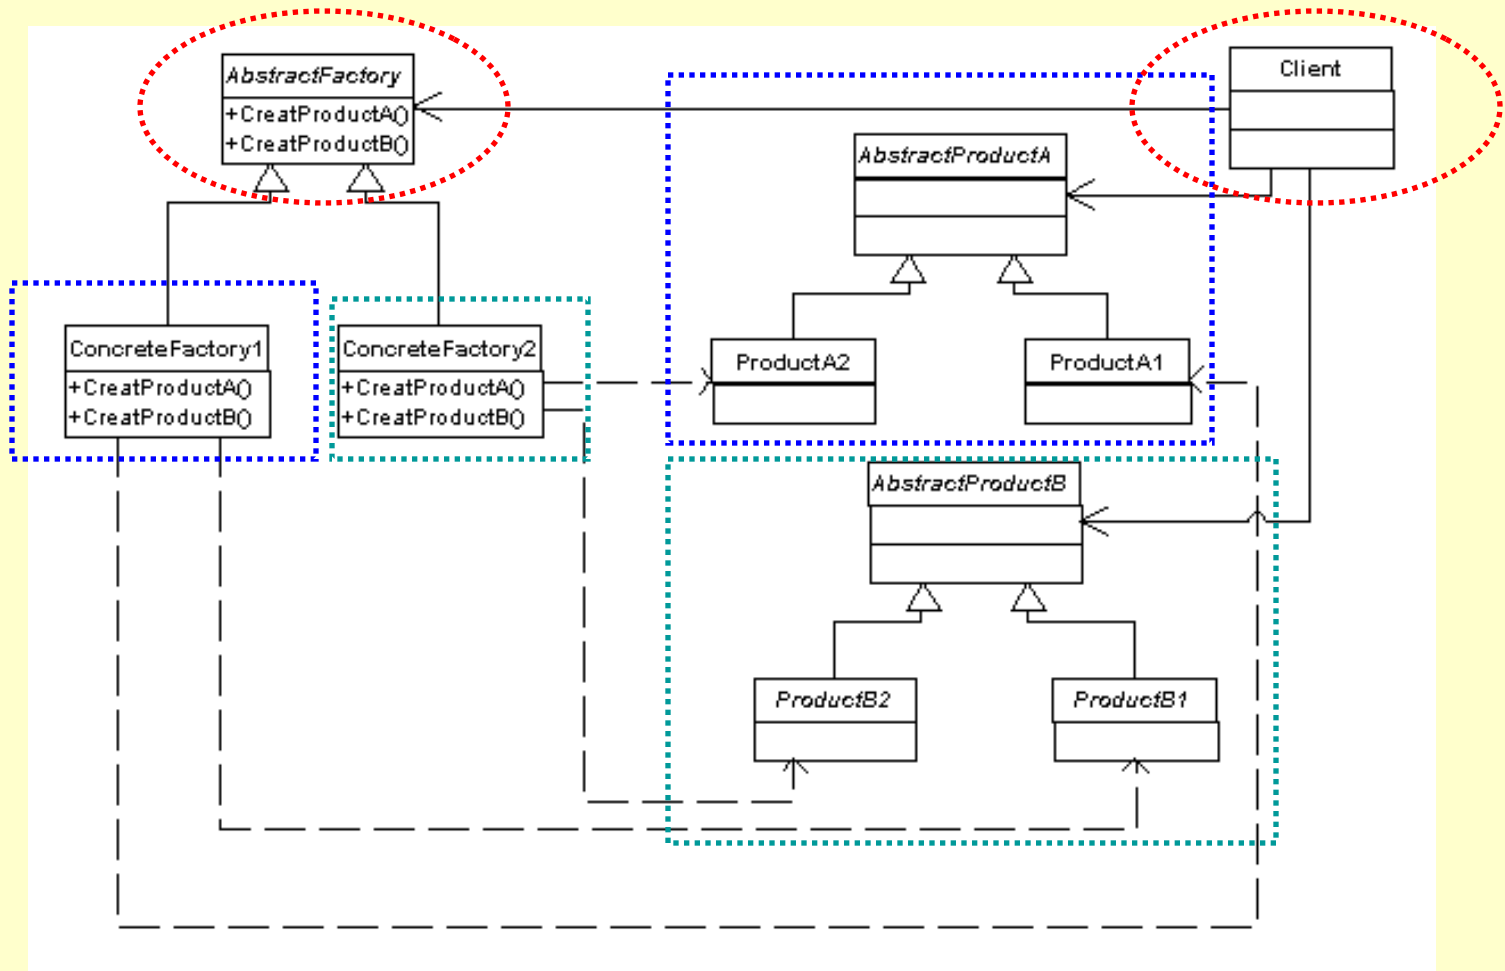 AbstractFactory
+CreatProductA()
+CreatProductB()
Client
AbstractProductA
ConcreteFactory1
+CreatProductA()
+CreatProductB()
ConcreteFactory2
+CreatProductA()
+CreatProductB()
ProductA2
ProductA1
AbstractProductB
ProductB2
ProductB1